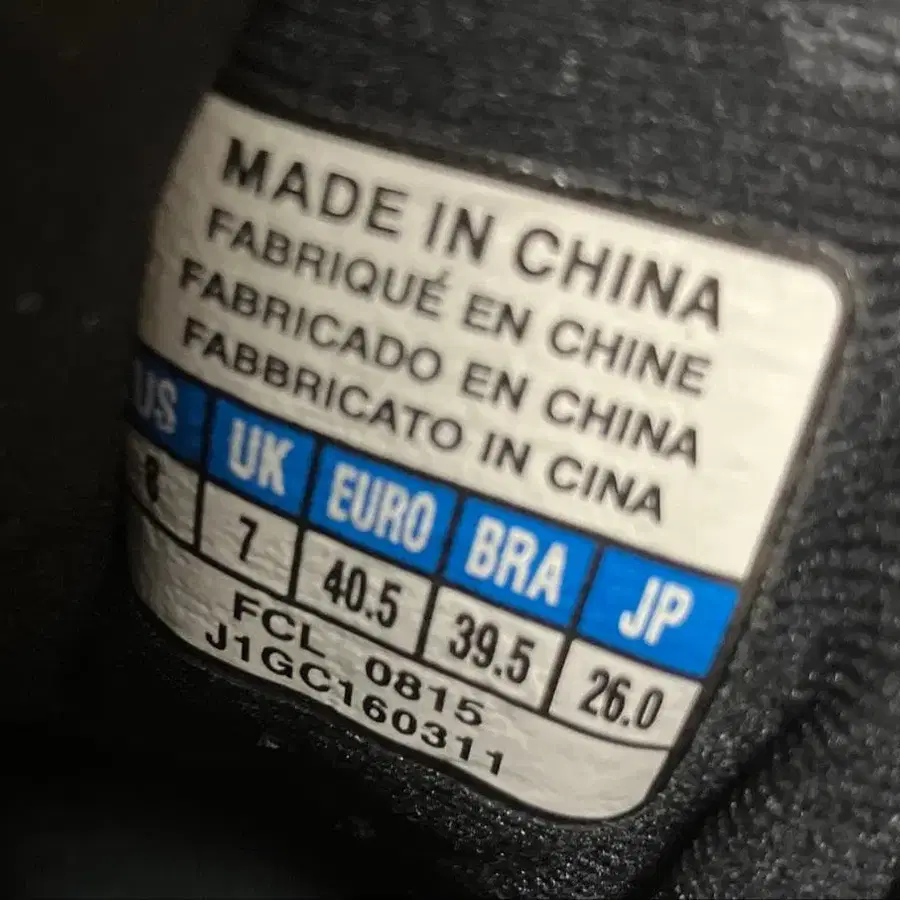 MADE IN CHINA
FABRIQUÉ EN CHINE
FABRICADO EN CHINA
FABBRICATO IN CINA
US UK EURO BRA JP
8 7 40.5 39.5 26.0
FCL 0815
J1GC160311